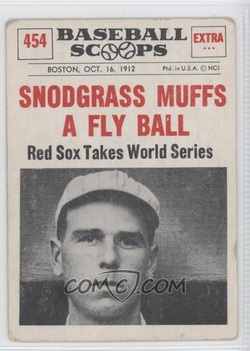 454
BASEBALL
SCOOPS
EXTRA
...
BOSTON, OCT. 16, 1912
Ptd. in U.S.A. © NCI
SNODGRASS MUFFS
A FLY BALL
Red Sox Takes World Series
COMC